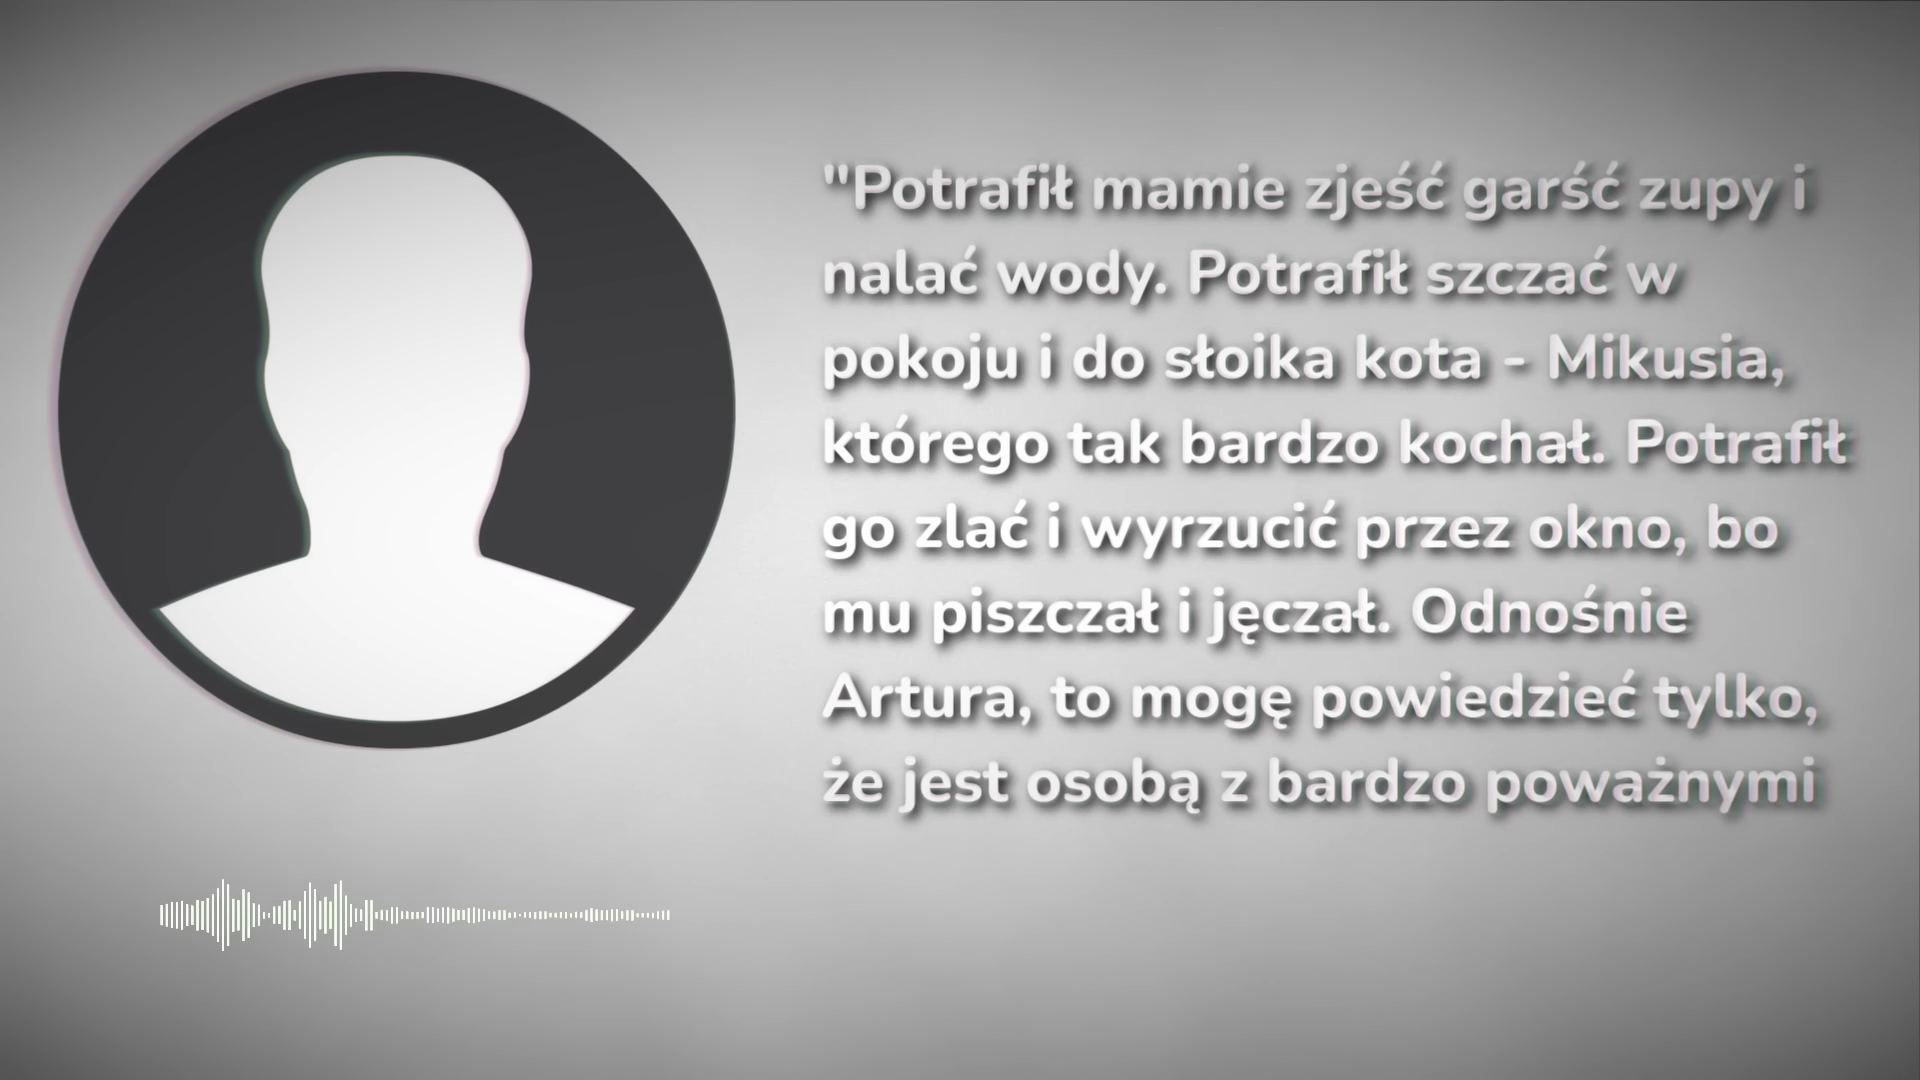 "Potrafił mamie zjeść garść zupy i
nalać wody. Potrafił szczać w
pokoju i do słoika kota - Mikusia,
którego tak bardzo kochał. Potrafił
go zlać i wyrzucić przez okno, bo
mu piszczał i jęczał. Odnośnie
Artura, to mogę powiedzieć tylko,
że jest osobą z bardzo poważnymi